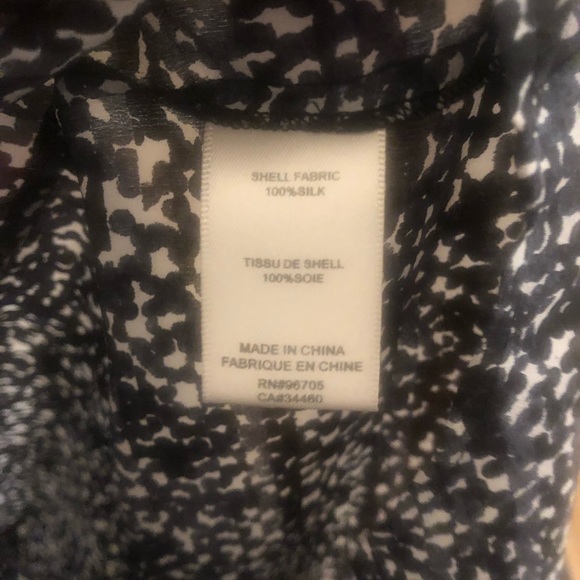 SHELL FABRIC
100%SILK
TISSU DE SHELL
100%SOIE
MADE IN CHINA
FABRIQUE EN CHINE
RN#96705
CA#34460